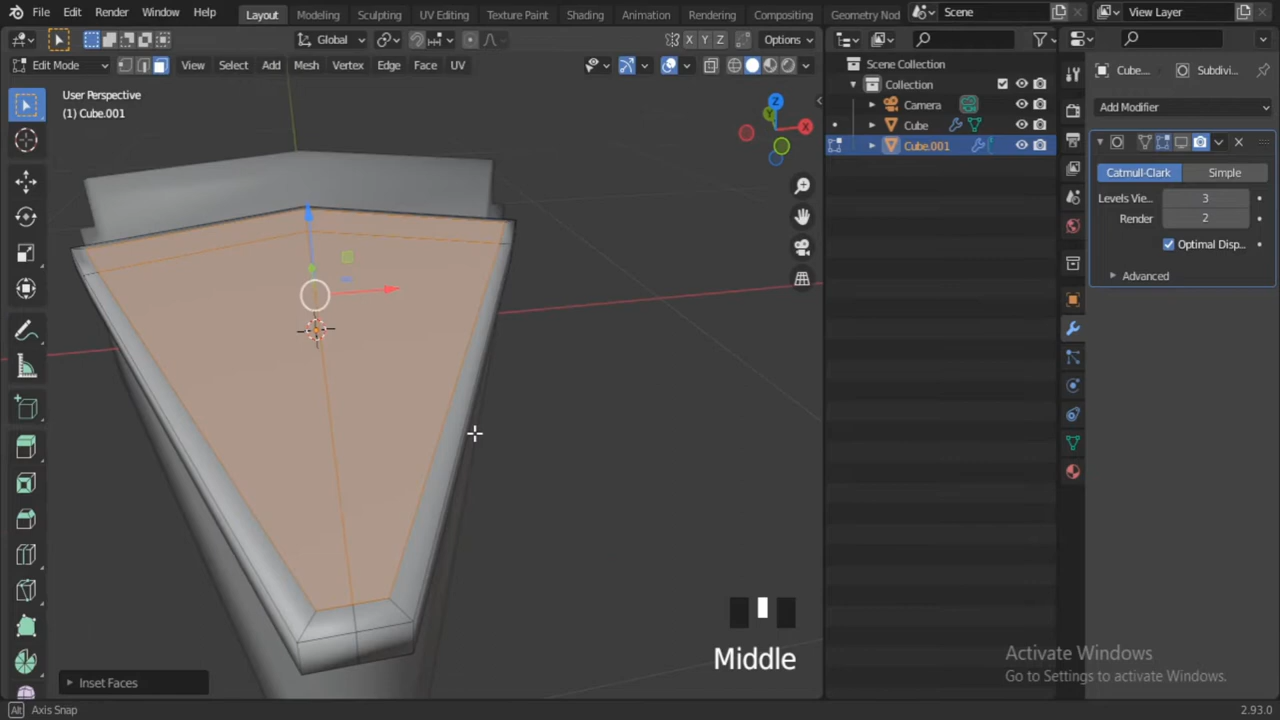 File Edit Render Window Help Layout Modeling Sculpting UV Editing Texture Paint Shading Animation Rendering Compositing Geometry Nod Scene View Layer
Global Options
Edit Mode View Select Add Mesh Vertex Edge Face UV
X Y Z
User Perspective
(1) Cube.001
Z
Y
X
Scene Collection
Collection
Camera
Cube
Cube.001
Cube... Subdivi...
Add Modifier
Catmull-Clark Simple
Levels Vie... 3
Render 2
Optimal Disp...
Advanced
Inset Faces
Middle
Activate Windows
Go to Settings to activate Windows.
Alt Axis Snap 2.93.0